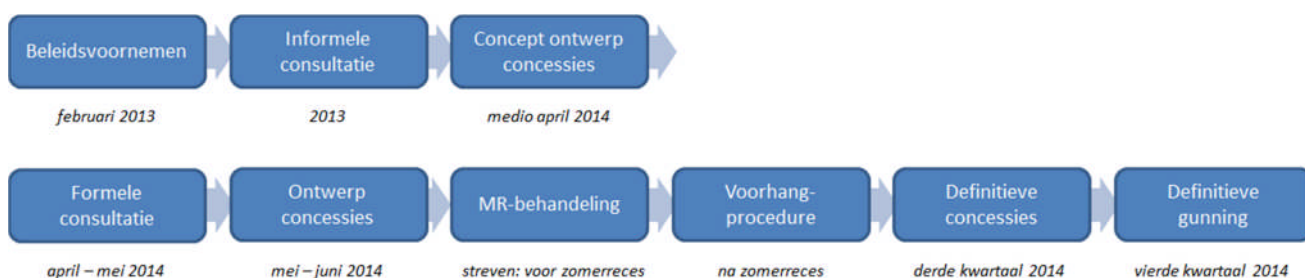 Beleidsvoornemen
Informele
consultatie
Concept ontwerp
concessies
februari 2013
2013
medio april 2014
Formele
consultatie
Ontwerp
concessies
MR-behandeling
Voorhang-
procedure
Definitieve
concessies
Definitieve
gunning
april – mei 2014
mei – juni 2014
streven: voor zomerreces
na zomerreces
derde kwartaal 2014
vierde kwartaal 2014